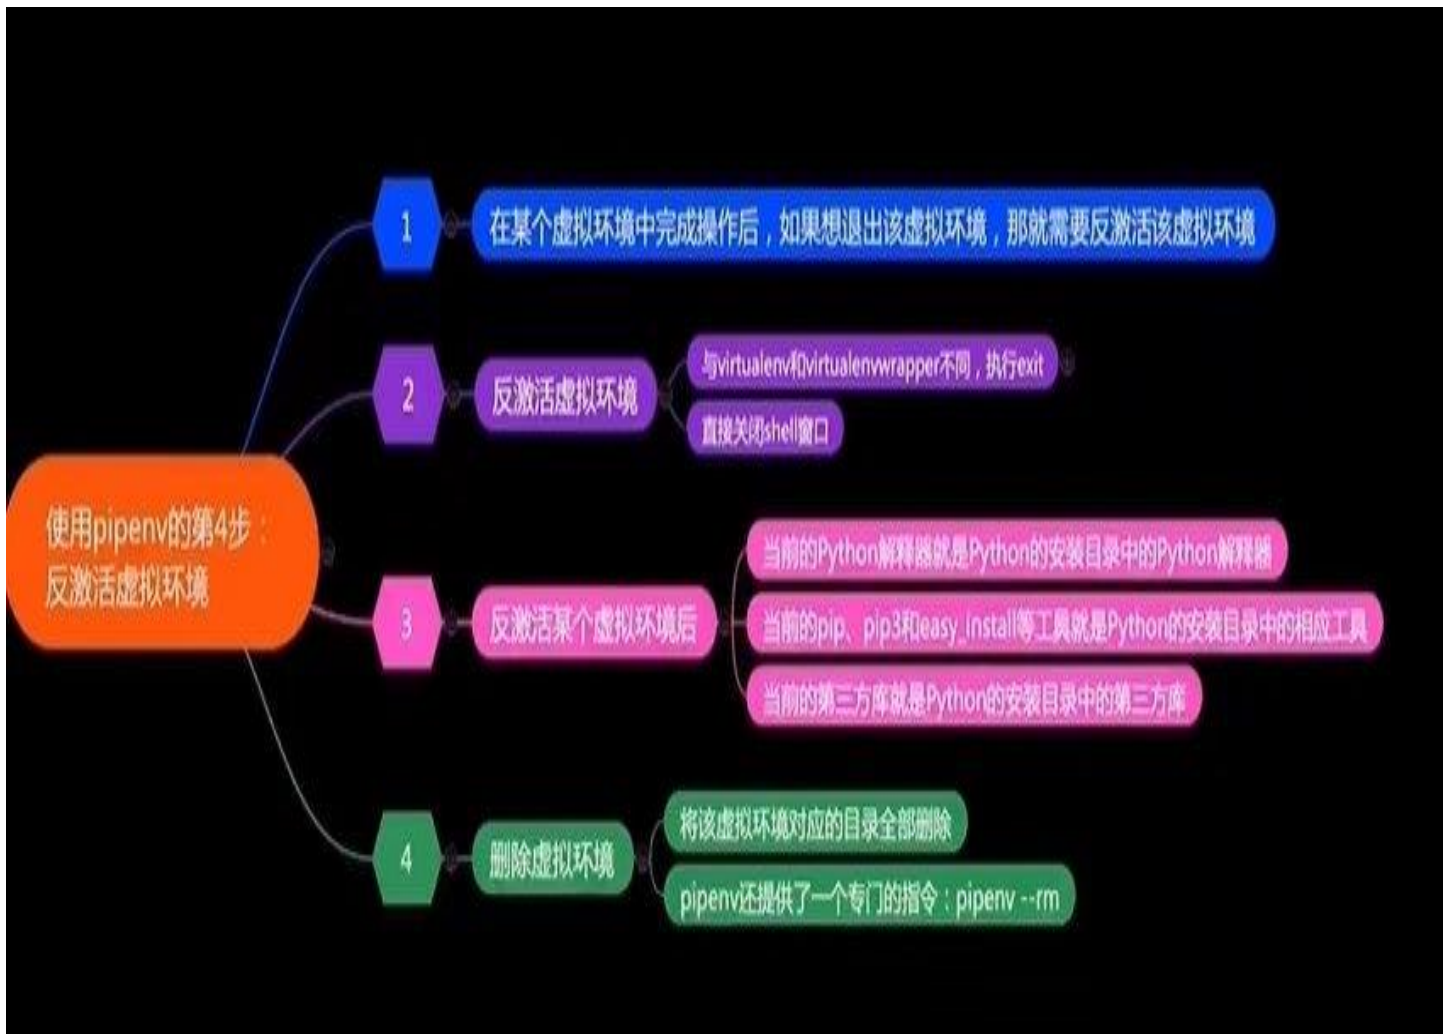 使用pipenv的第4步：
反激活虚拟环境
1
在某个虚拟环境中完成操作后，如果想退出该虚拟环境，那就需要反激活该虚拟环境
2
反激活虚拟环境
与virtualenv和virtualenvwrapper不同，执行exit
直接关闭shell窗口
3
反激活某个虚拟环境后
当前的Python解释器就是Python的安装目录中的Python解释器
当前的pip、pip3和easy_install等工具就是Python的安装目录中的相应工具
当前的第三方库就是Python的安装目录中的第三方库
4
删除虚拟环境
将该虚拟环境对应的目录全部删除
pipenv还提供了一个专门的指令：pipenv --rm